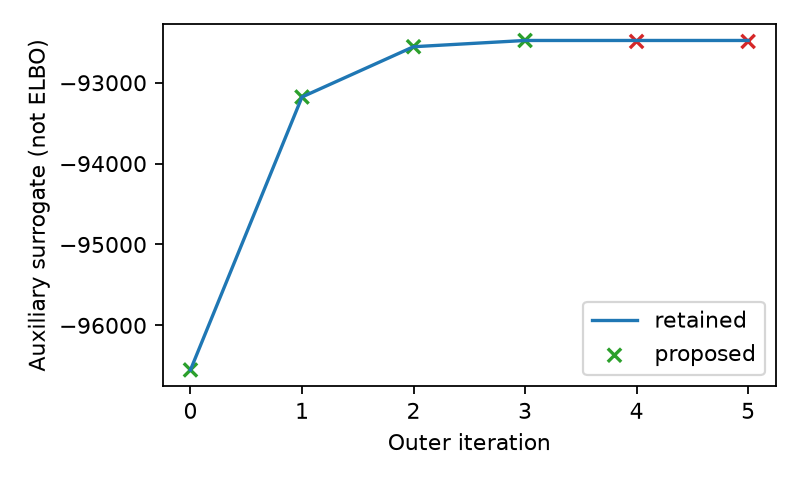 Auxiliary surrogate (not ELBO)
−93000
−94000
−95000
−96000
retained
proposed
0 1 2 3 4 5
Outer iteration